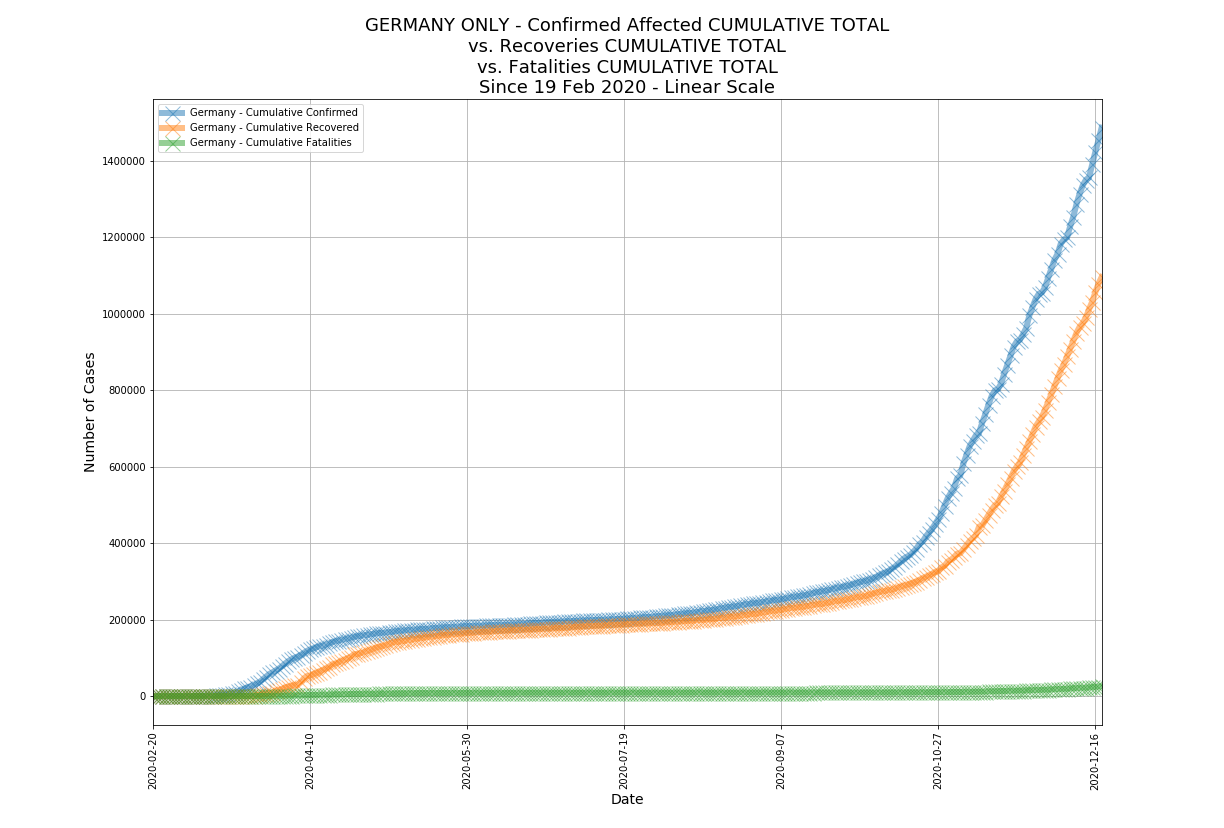 GERMANY ONLY - Confirmed Affected CUMULATIVE TOTAL
vs. Recoveries CUMULATIVE TOTAL
vs. Fatalities CUMULATIVE TOTAL
Since 19 Feb 2020 - Linear Scale
Germany - Cumulative Confirmed
Germany - Cumulative Recovered
Germany - Cumulative Fatalities
Number of Cases
1400000
1200000
1000000
800000
600000
400000
200000
0
2020-02-20
2020-04-10
2020-05-30
2020-07-19
2020-09-07
2020-10-27
2020-12-16
Date